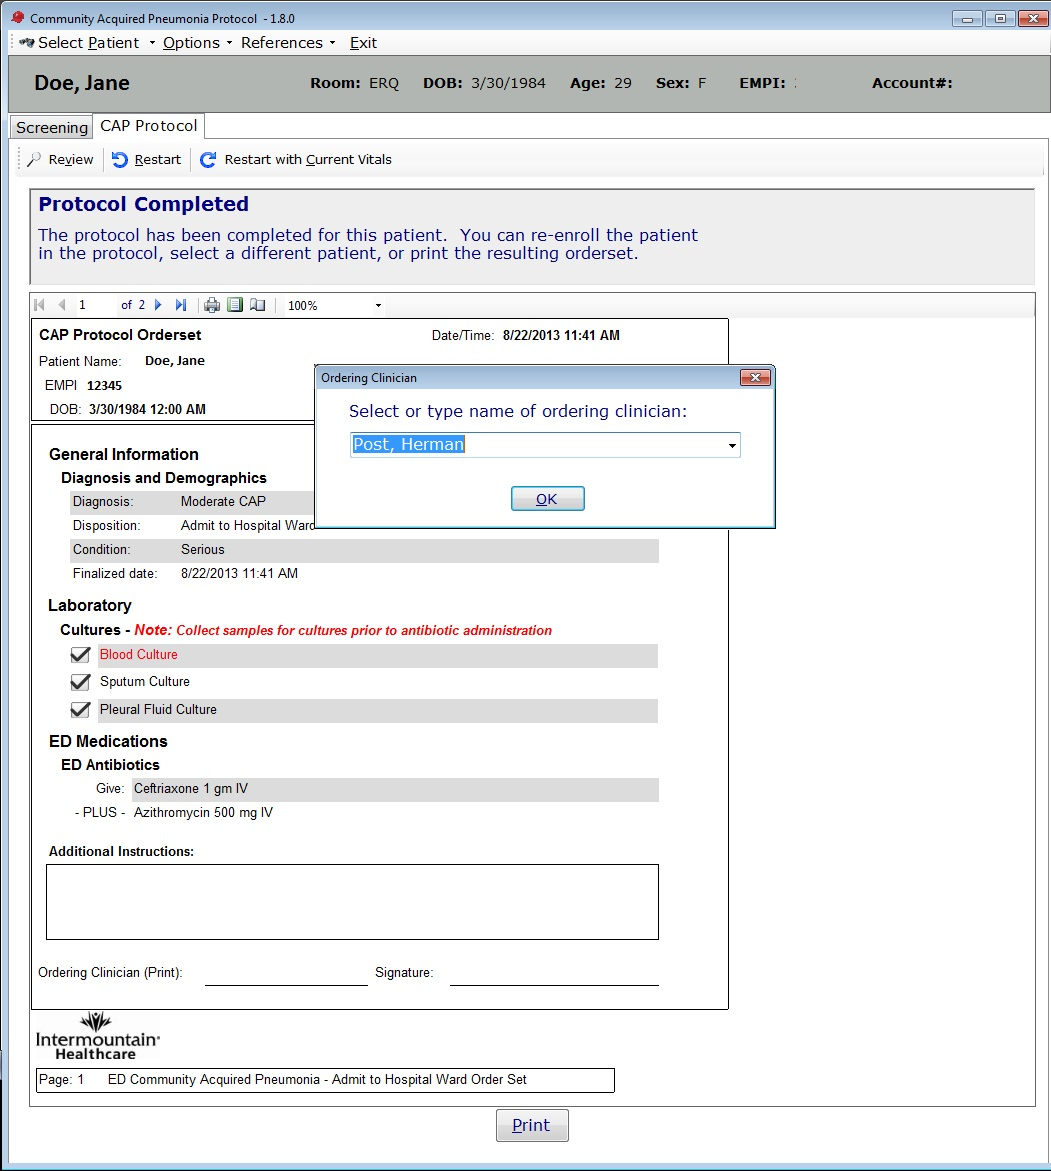 Community Acquired Pneumonia Protocol - 1.8.0
Select Patient Options References Exit
Doe, Jane Room: ERQ DOB: 3/30/1984 Age: 29 Sex: F EMPI: Account#:
Screening CAP Protocol
Review Restart Restart with Current Vitals
Protocol Completed
The protocol has been completed for this patient. You can re-enroll the patient
in the protocol, select a different patient, or print the resulting orderset.
1 of 2 100%
CAP Protocol Orderset Date/Time: 8/22/2013 11:41 AM
Patient Name: Doe, Jane
EMPI 12345
DOB: 3/30/1984 12:00 AM
Ordering Clinician
Select or type name of ordering clinician:
Post, Herman
OK
General Information
Diagnosis and Demographics
Diagnosis: Moderate CAP
Disposition: Admit to Hospital Ward
Condition: Serious
Finalized date: 8/22/2013 11:41 AM
Laboratory
Cultures - Note: Collect samples for cultures prior to antibiotic administration
Blood Culture
Sputum Culture
Pleural Fluid Culture
ED Medications
ED Antibiotics
Give: Ceftriaxone 1 gm IV
- PLUS - Azithromycin 500 mg IV
Additional Instructions:
Ordering Clinician (Print): Signature:
Intermountain
Healthcare
Page: 1 ED Community Acquired Pneumonia - Admit to Hospital Ward Order Set
Print